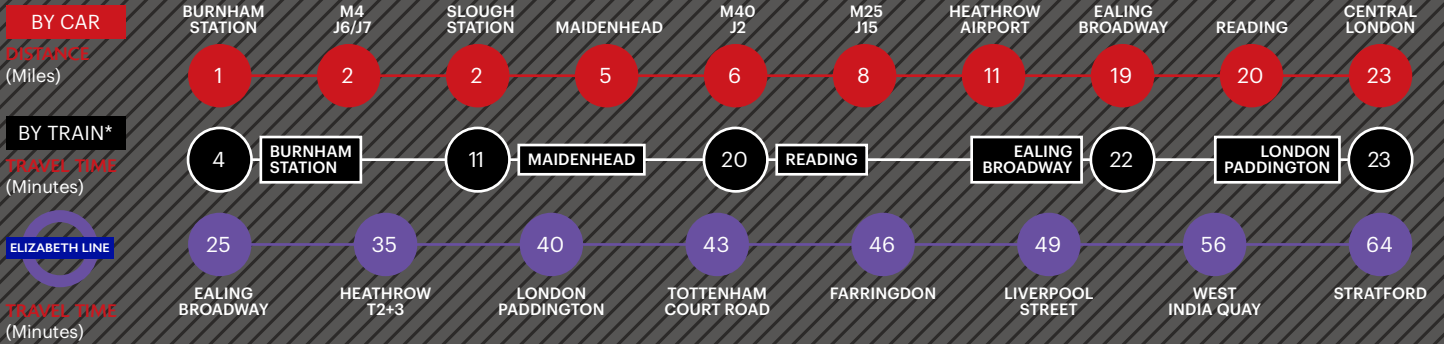 BY CAR
DISTANCE
(Miles)
BURNHAM
STATION
1
M4
J6/J7
2
SLOUGH
STATION
2
MAIDENHEAD
5
M40
J2
6
M25
J15
8
HEATHROW
AIRPORT
11
EALING
BROADWAY
19
READING
20
CENTRAL
LONDON
23
BY TRAIN*
TRAVEL TIME
(Minutes)
4
BURNHAM
STATION
11
MAIDENHEAD
20
READING
EALING
BROADWAY
22
LONDON
PADDINGTON
23
ELIZABETH LINE
TRAVEL TIME
(Minutes)
25
EALING
BROADWAY
35
HEATHROW
T2+3
40
LONDON
PADDINGTON
43
TOTTENHAM
COURT ROAD
46
FARRINGDON
49
LIVERPOOL
STREET
56
WEST
INDIA QUAY
64
STRATFORD